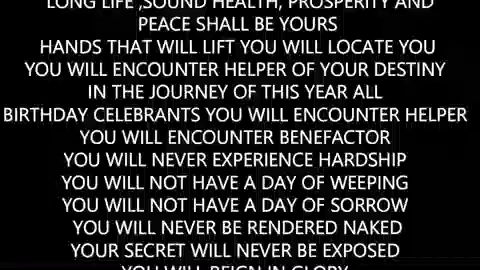 LONG LIFE ,SOUND HEALTH, PROSPERITY AND
PEACE SHALL BE YOURS
HANDS THAT WILL LIFT YOU WILL LOCATE YOU
YOU WILL ENCOUNTER HELPER OF YOUR DESTINY
IN THE JOURNEY OF THIS YEAR ALL
BIRTHDAY CELEBRANTS YOU WILL ENCOUNTER HELPER
YOU WILL ENCOUNTER BENEFACTOR
YOU WILL NEVER EXPERIENCE HARDSHIP
YOU WILL NOT HAVE A DAY OF WEEPING
YOU WILL NOT HAVE A DAY OF SORROW
YOU WILL NEVER BE RENDERED NAKED
YOUR SECRET WILL NEVER BE EXPOSED
YOU WILL REIGN IN GLORY